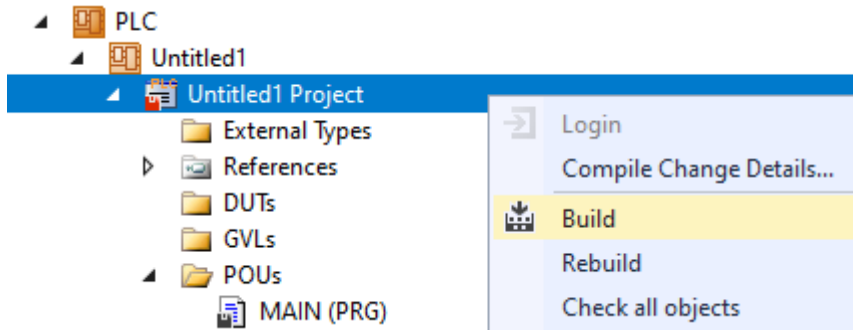 PLC
Untitled1
Untitled1 Project
External Types
References
DUTs
GVLs
POUs
MAIN (PRG)
Login
Compile Change Details...
Build
Rebuild
Check all objects